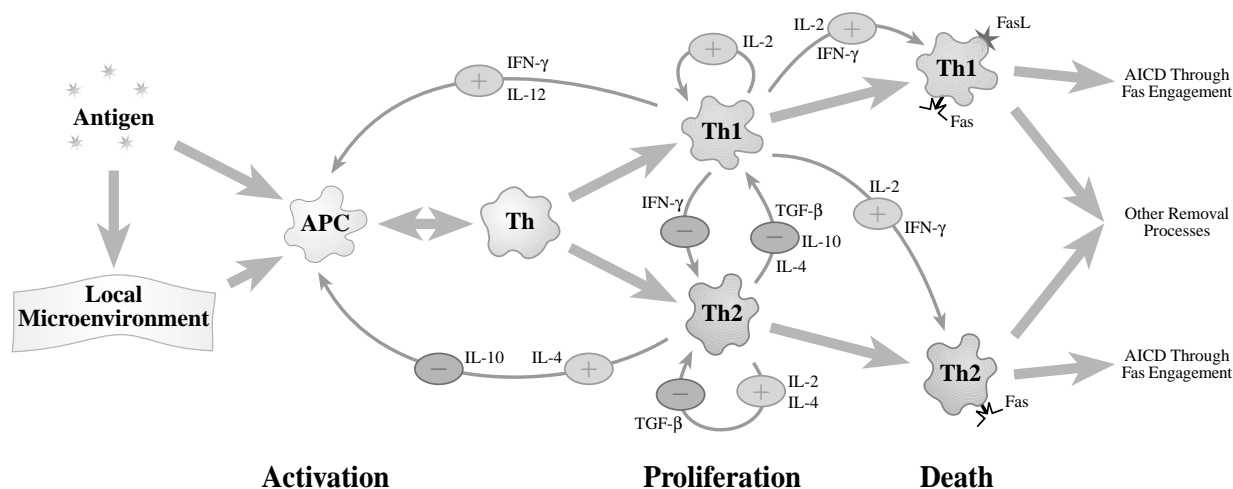 IL-2
IL-2
FasL
IFN-γ
IFN-γ
+
+
+
Th1
IL-12
AICD Through
Fas Engagement
Antigen
Fas
Th1
IL-2
IFN-γ
TGF-β
+
APC
Th
Other Removal
Processes
−
−
IL-10
IFN-γ
IL-4
Local
Microenvironment
Th2
IL-10
IL-4
−
+
Th2
AICD Through
Fas Engagement
−
+
IL-2
IL-4
TGF-β
Fas
Activation
Proliferation
Death